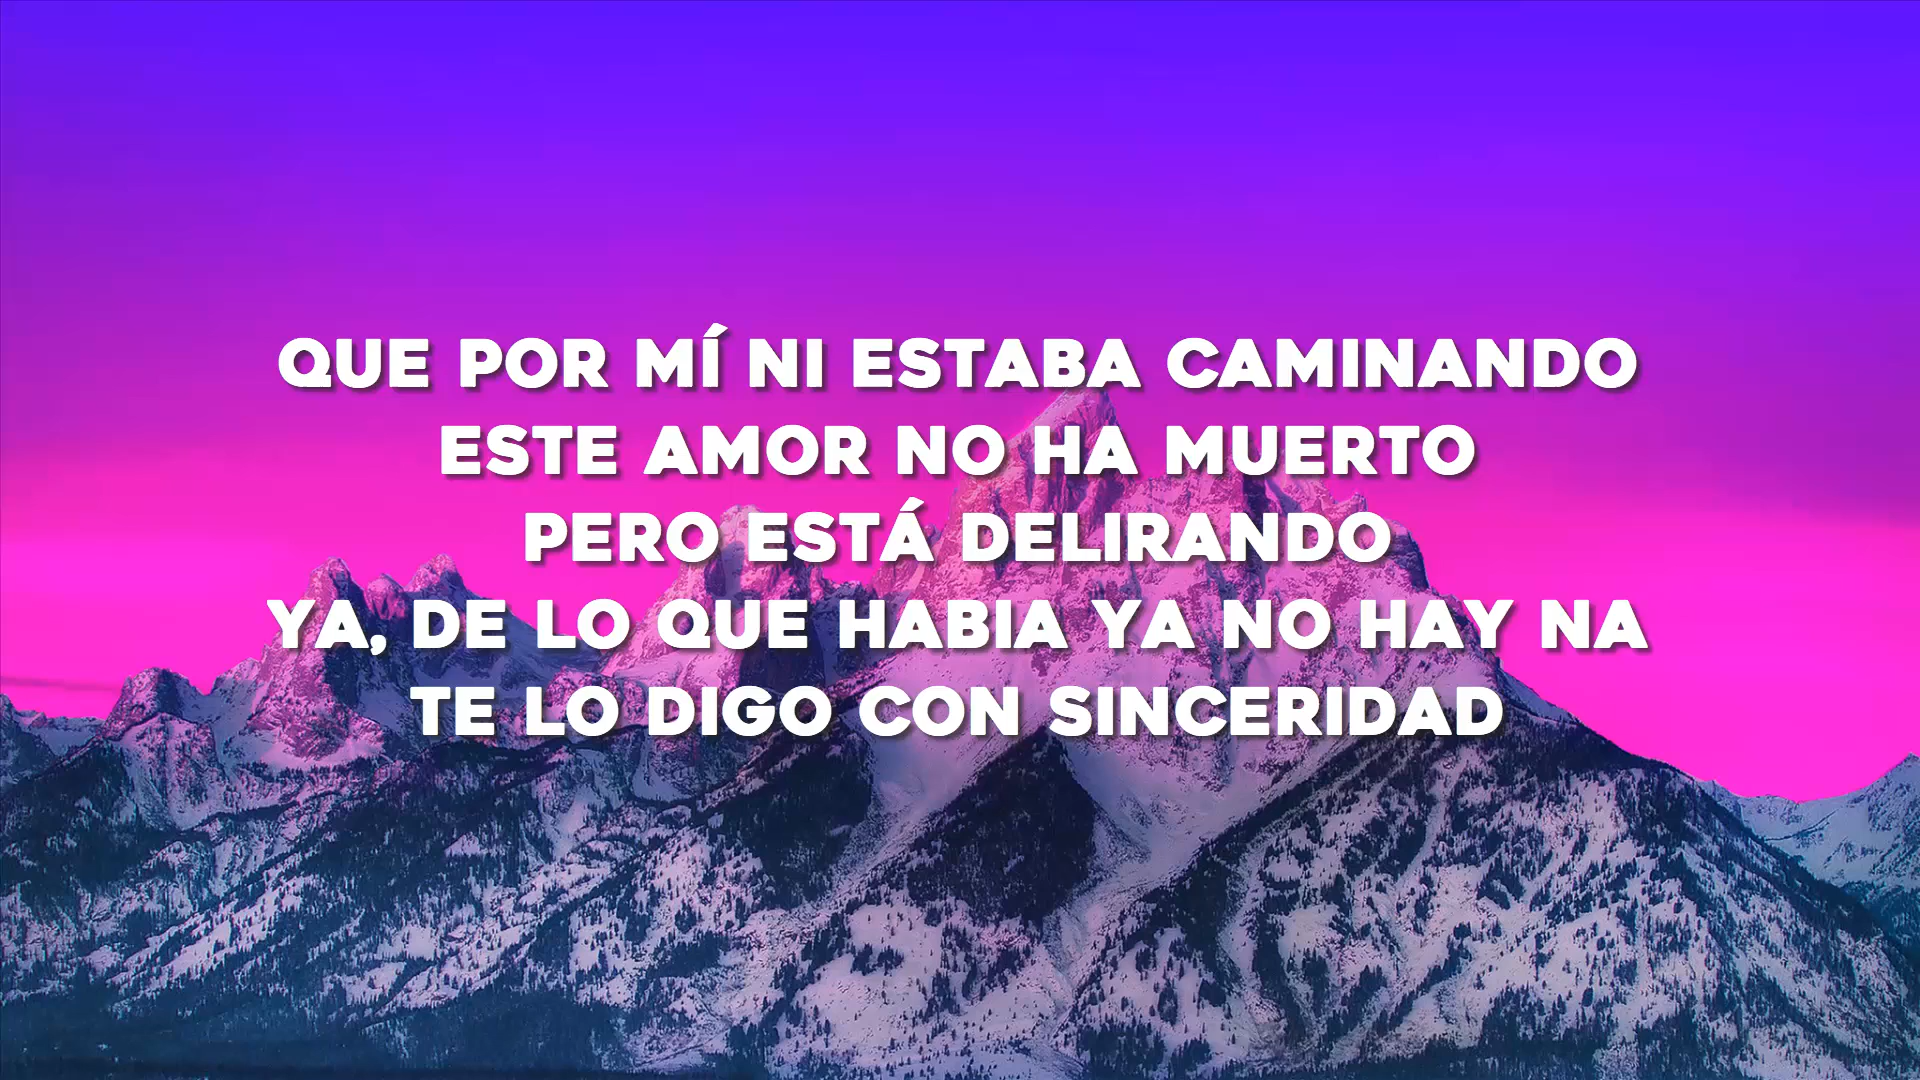 QUE POR MÍ NI ESTABA CAMINANDO
ESTE AMOR NO HA MUERTO
PERO ESTÁ DELIRANDO
YA, DE LO QUE HABIA YA NO HAY NA
TE LO DIGO CON SINCERIDAD